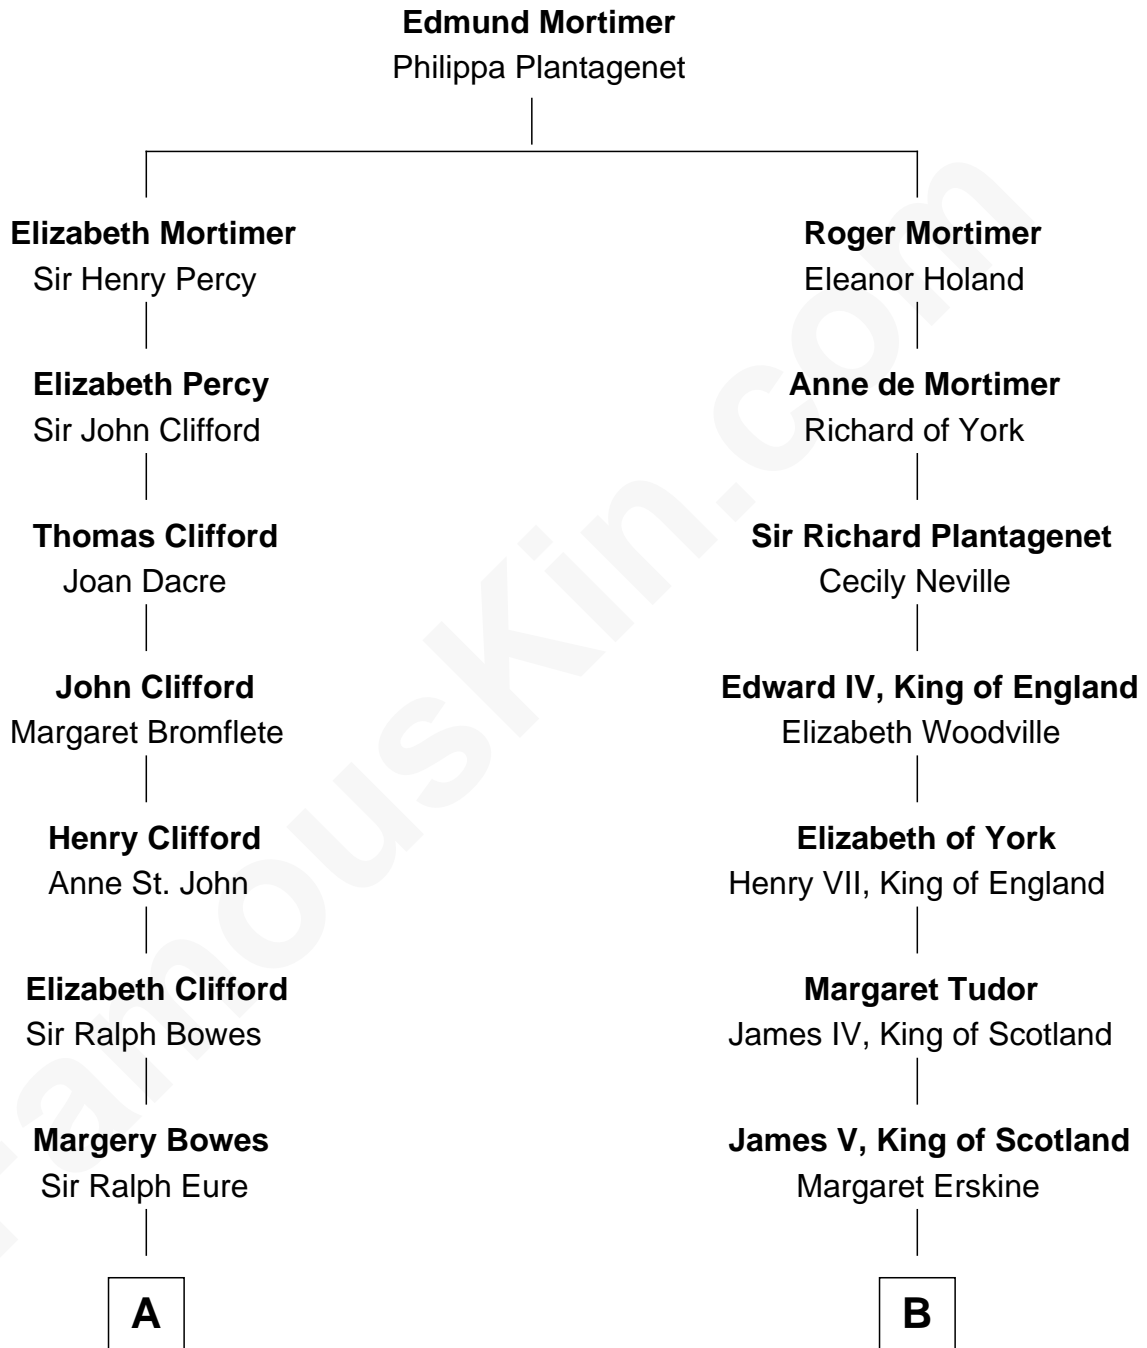 Edmund Mortimer
Philippa Plantagenet
Elizabeth Mortimer
Sir Henry Percy
Elizabeth Percy
Sir John Clifford
Thomas Clifford
Joan Dacre
John Clifford
Margaret Bromflete
Henry Clifford
Anne St. John
Elizabeth Clifford
Sir Ralph Bowes
Margery Bowes
Sir Ralph Eure
A
Roger Mortimer
Eleanor Holand
Anne de Mortimer
Richard of York
Sir Richard Plantagenet
Cecily Neville
Edward IV, King of England
Elizabeth Woodville
Elizabeth of York
Henry VII, King of England
Margaret Tudor
James IV, King of Scotland
James V, King of Scotland
Margaret Erskine
B
FamousKin.com